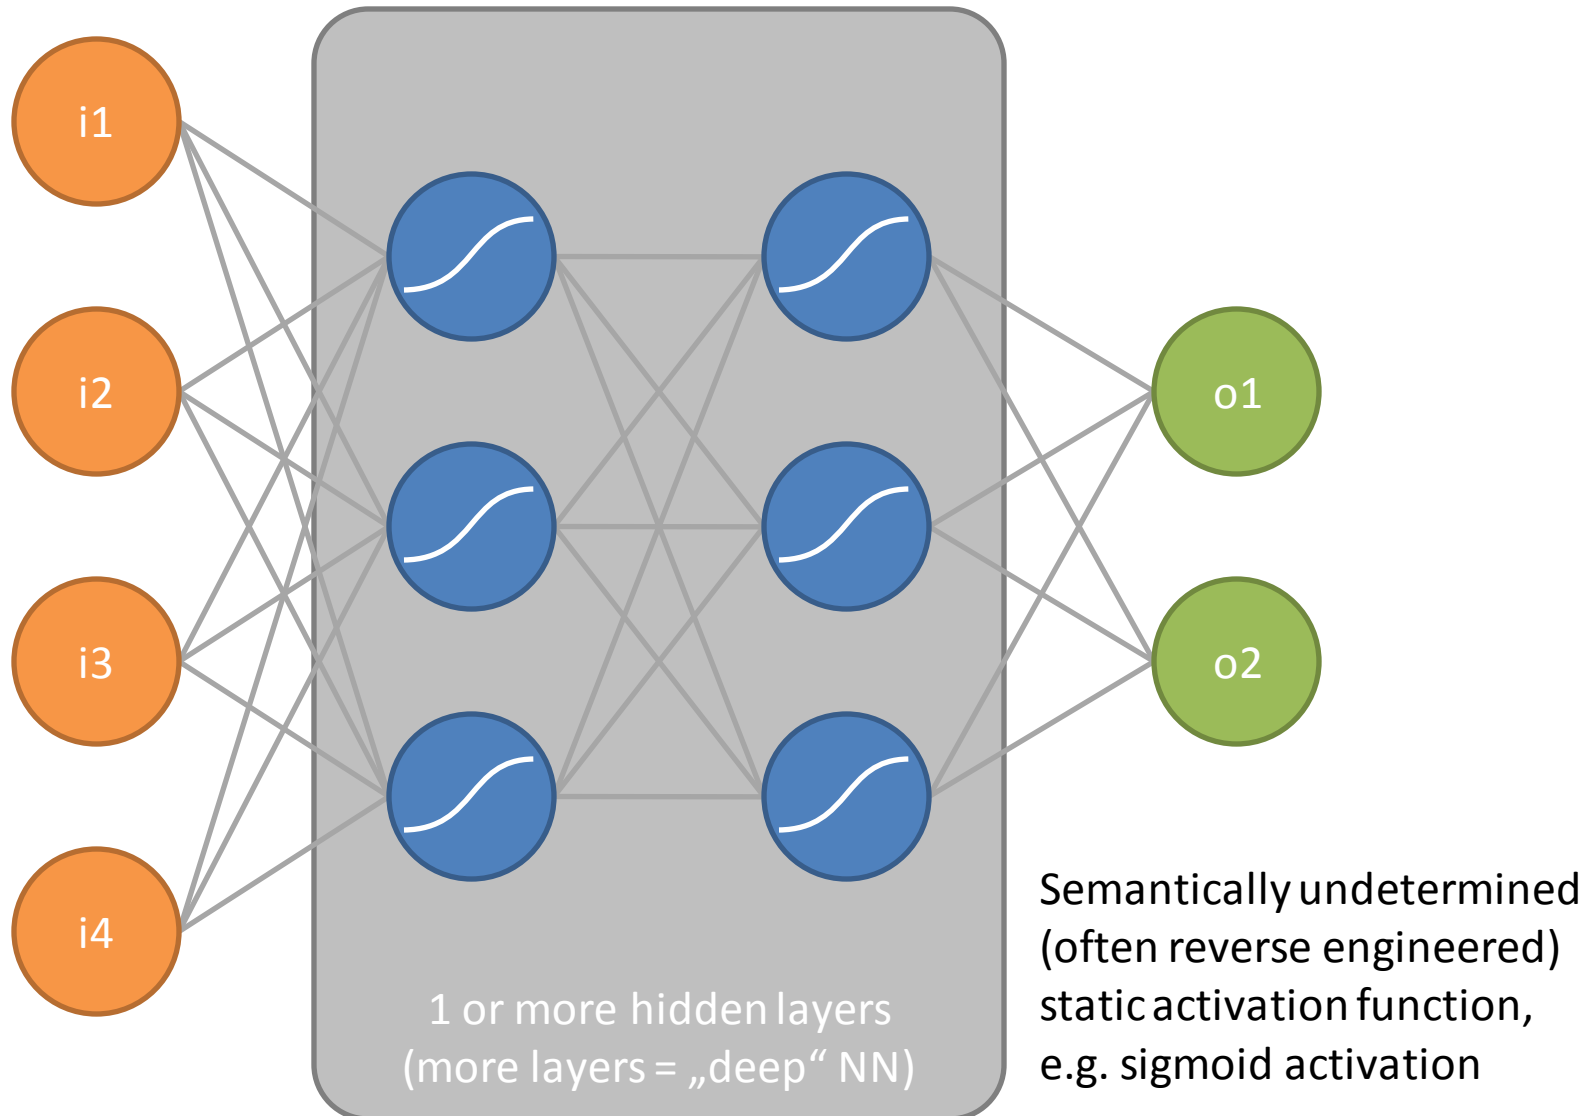 i1
i2
i3
i4
o1
o2
1 or more hidden layers
(more layers = „deep“ NN)
Semantically undetermined
(often reverse engineered)
static activation function,
e.g. sigmoid activation